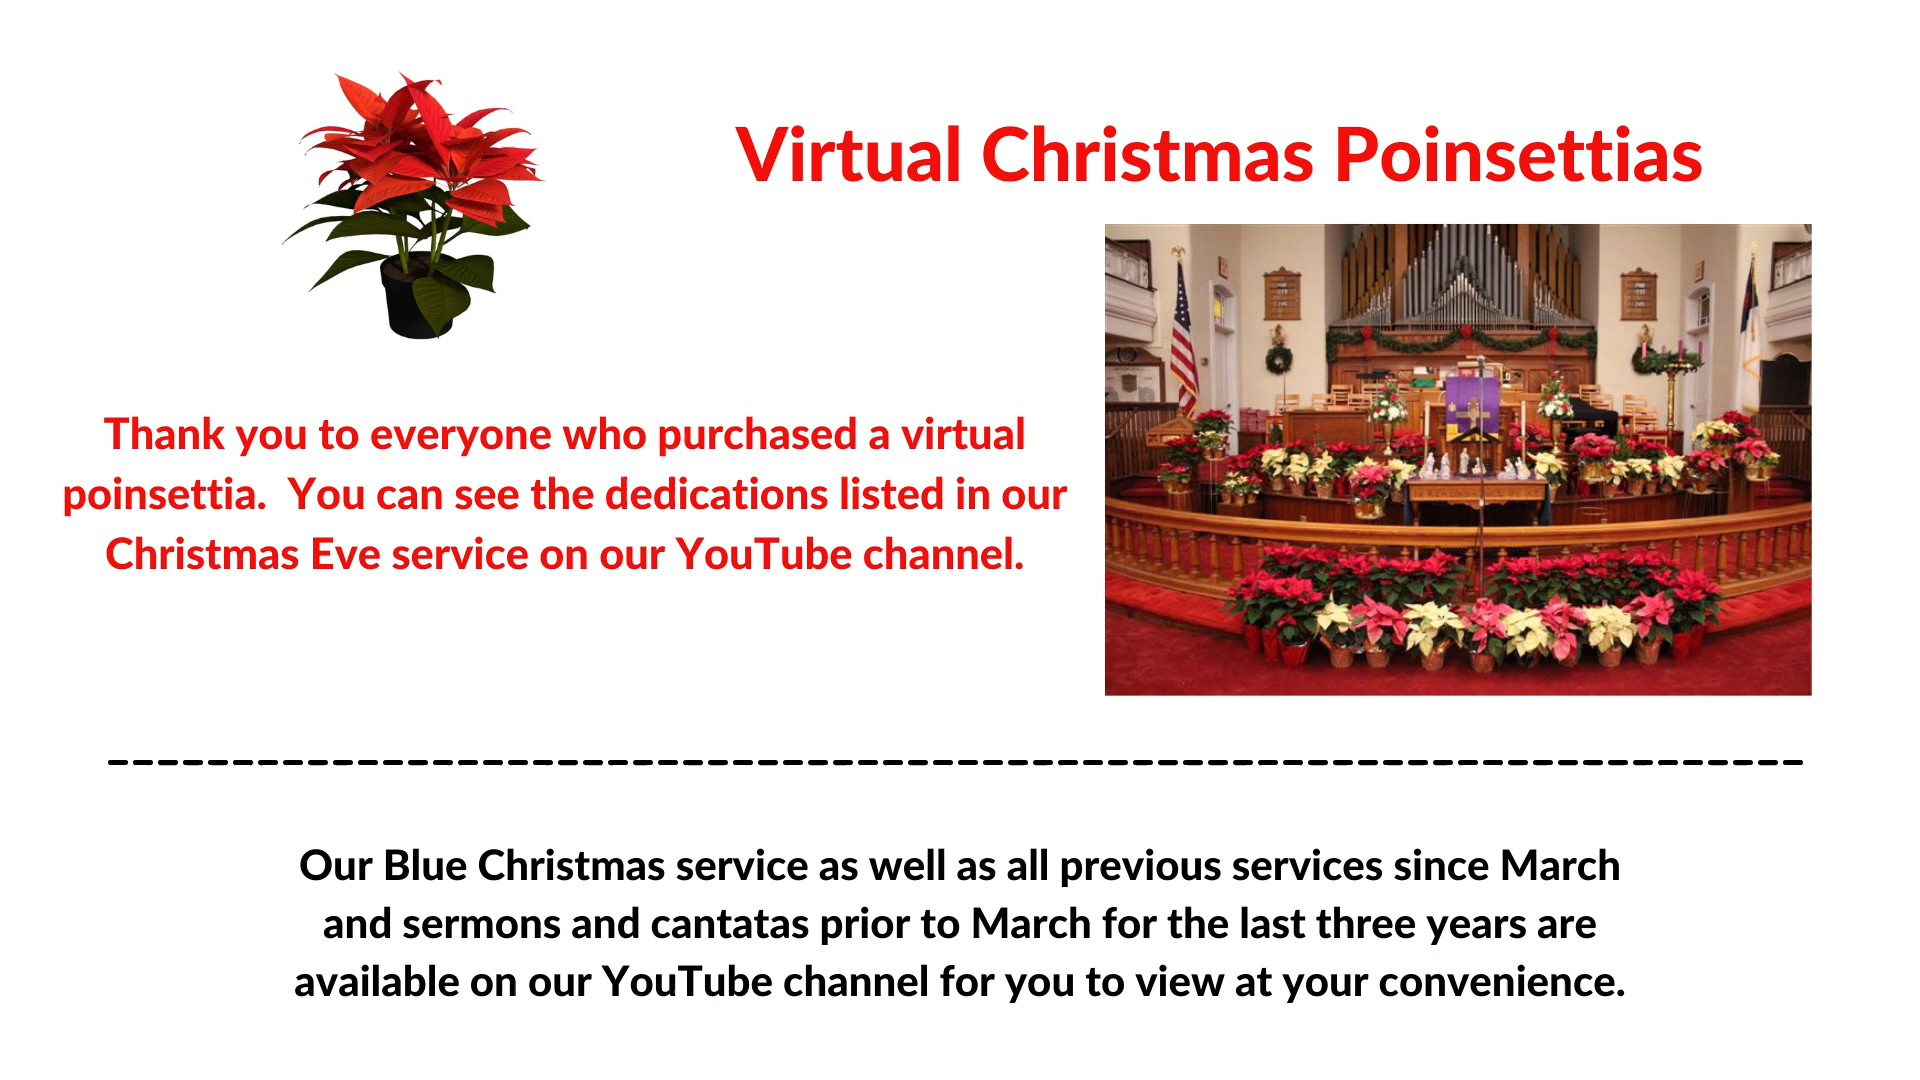 Virtual Christmas Poinsettias
Thank you to everyone who purchased a virtual
poinsettia.  You can see the dedications listed in our
Christmas Eve service on our YouTube channel.
Our Blue Christmas service as well as all previous services since March
and sermons and cantatas prior to March for the last three years are
available on our YouTube channel for you to view at your convenience.